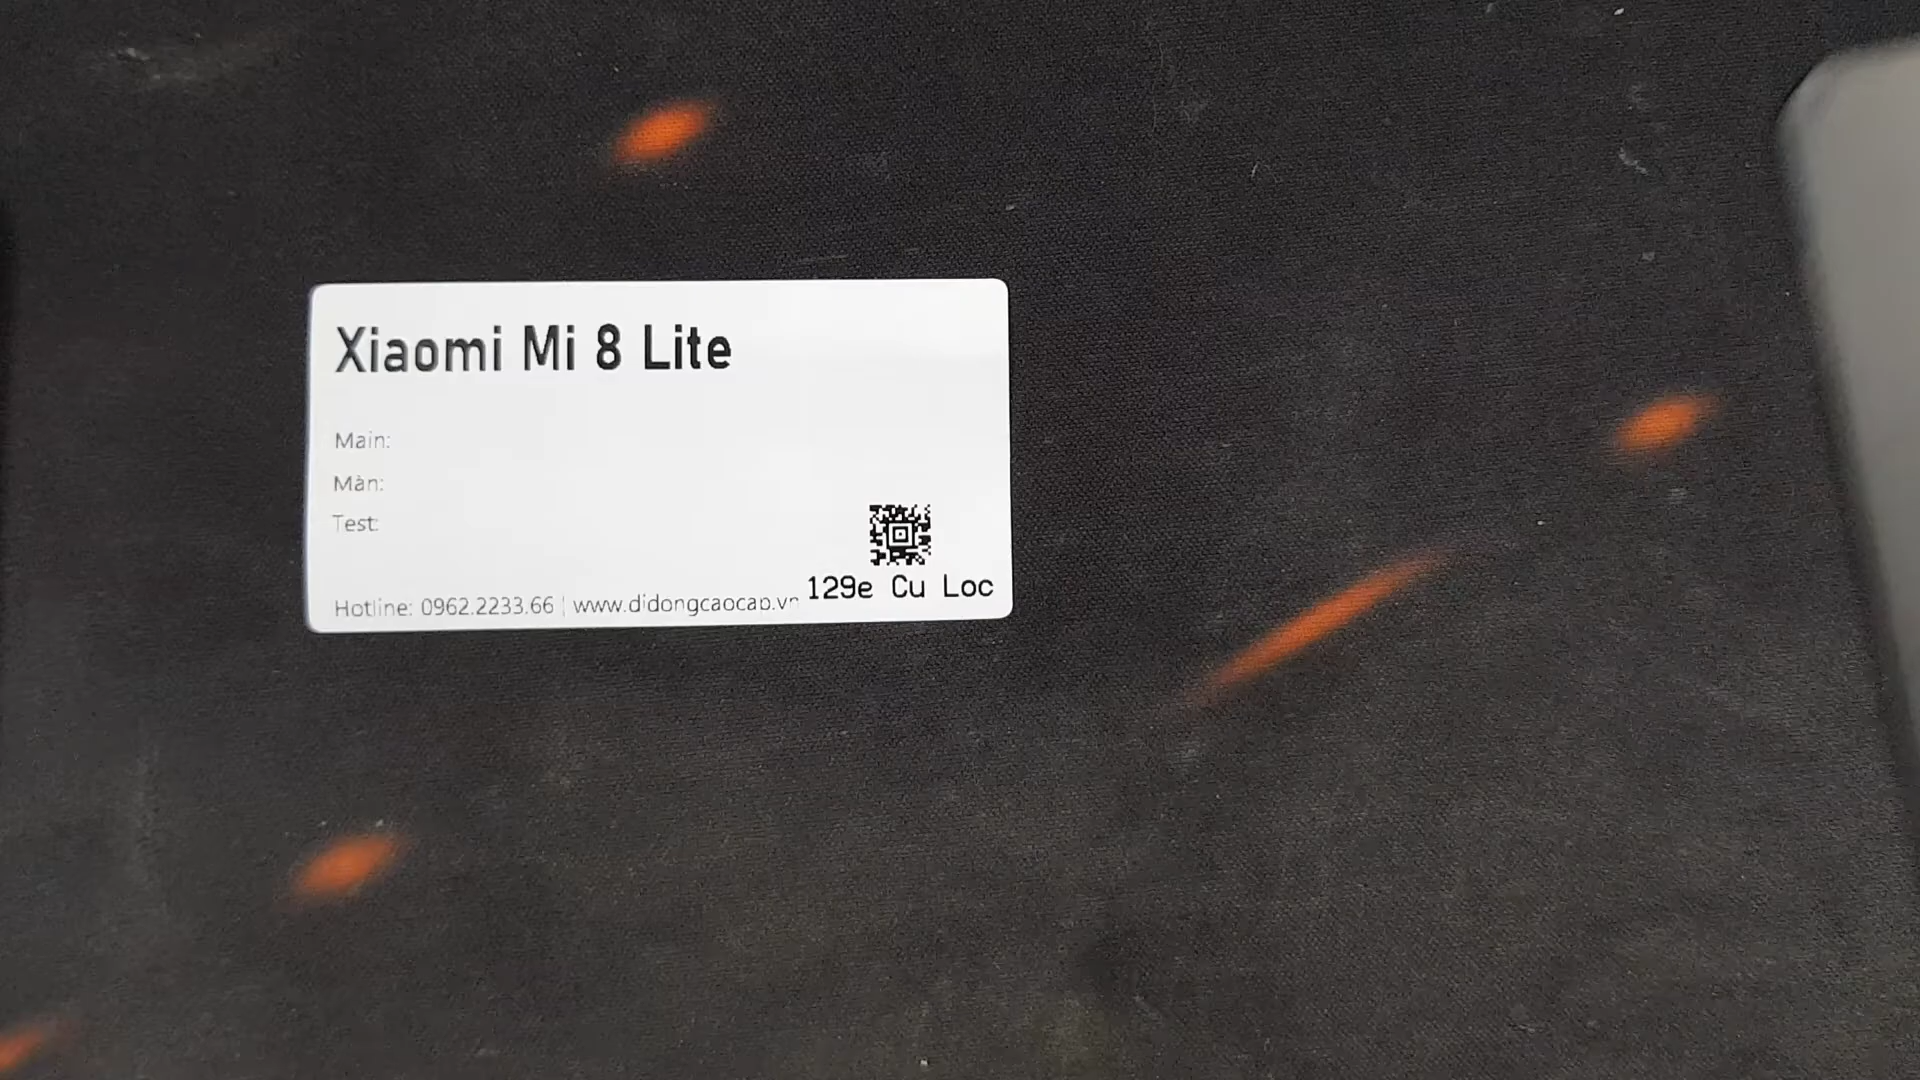 Xiaomi Mi 8 Lite
Main:
Màn:
Test:
129e Cu Loc
Hotline: 0962.2233.66 | www.didongcaocap.vn